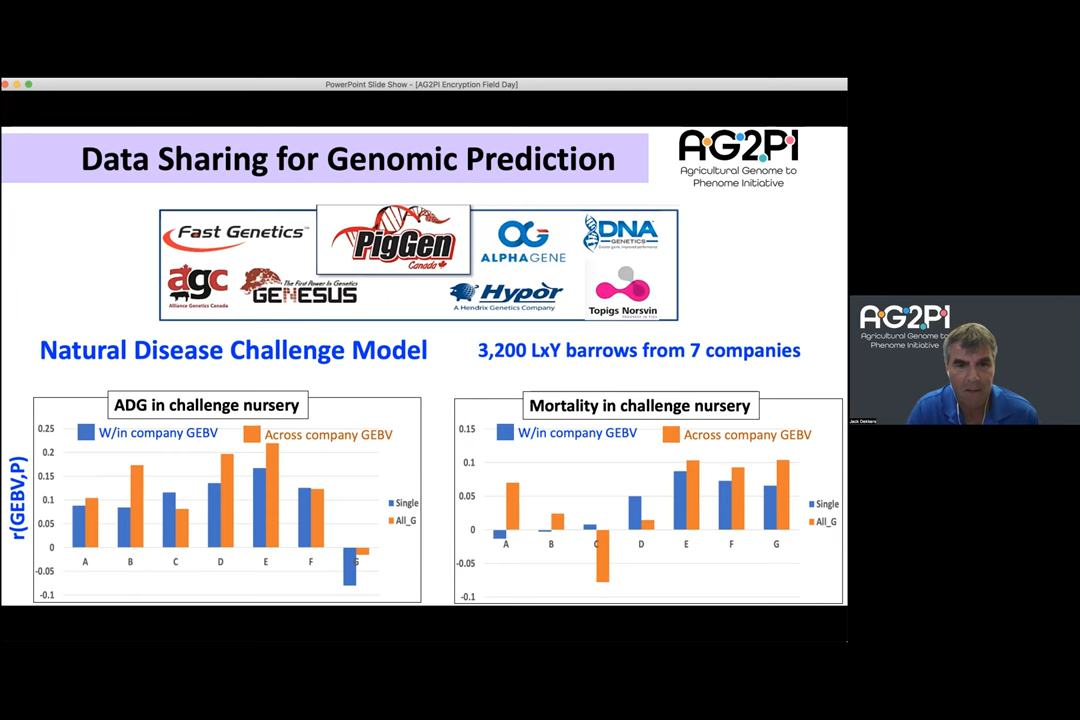 PowerPoint Slide Show - [AG2PI Encryption Field Day]
Data Sharing for Genomic Prediction
AG2PI
Agricultural Genome to
Phenome Initiative
Fast Genetics™
PigGen
Canada
ALPHAGENE
DNA
GENETICS
agc
Alliance Genetics Canada
The First Power In Genetics
GENESUS
Hypor
A Hendrix Genetics Company
Topigs Norsvin
Natural Disease Challenge Model
3,200 LxY barrows from 7 companies
ADG in challenge nursery
W/in company GEBV
Across company GEBV
r(GEBV,P)
0.25
0.2
0.15
0.1
0.05
0
-0.05
-0.1
A B C D E F G
Single
All_G
Mortality in challenge nursery
W/in company GEBV
Across company GEBV
0.15
0.1
0.05
0
-0.05
-0.1
A B C D E F G
Single
All_G
AG2PI
Agricultural Genome to
Phenome Initiative
Jack Dekkers